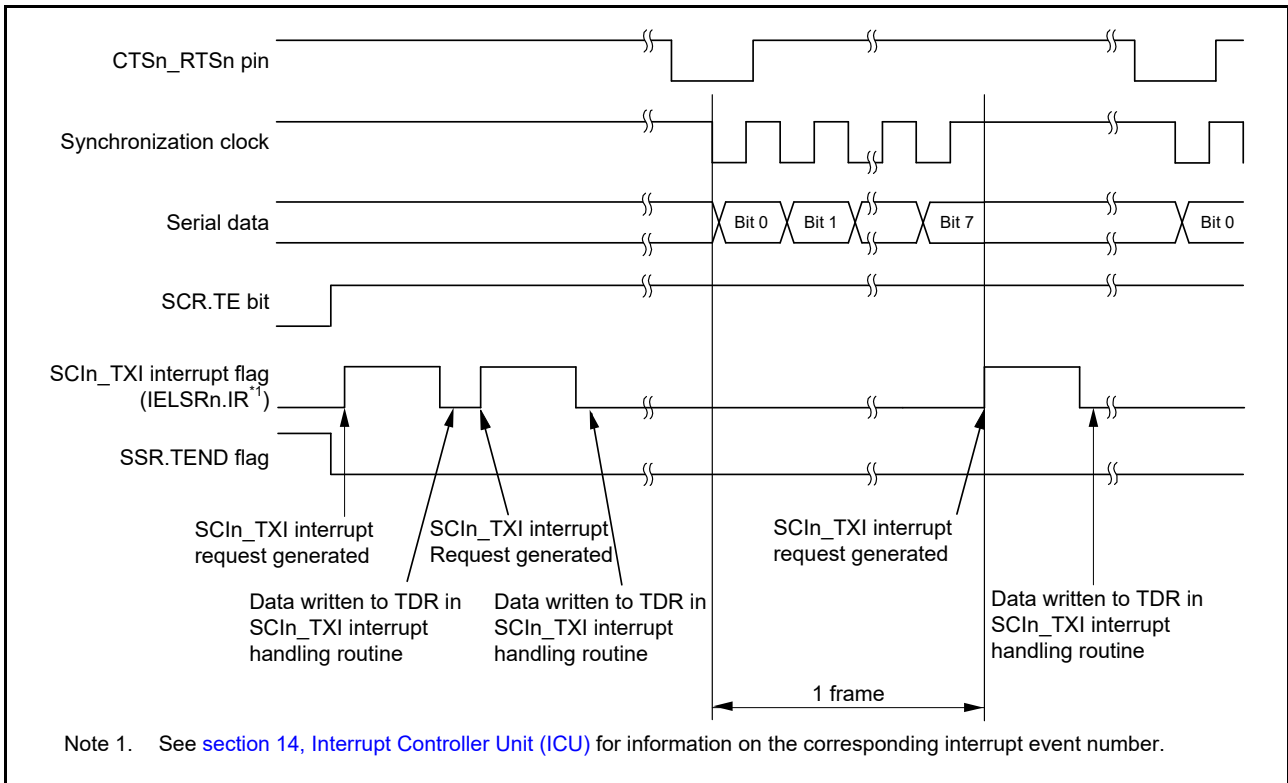 CTSn_RTSn pin
Synchronization clock
Serial data
Bit 0
Bit 1
Bit 7
Bit 0
SCR.TE bit
SCIn_TXI interrupt flag
(IELSRn.IR*1)
SSR.TEND flag
SCIn_TXI interrupt
request generated
SCIn_TXI interrupt
Request generated
SCIn_TXI interrupt
request generated
Data written to TDR in
SCIn_TXI interrupt
handling routine
Data written to TDR in
SCIn_TXI interrupt
handling routine
Data written to TDR in
SCIn_TXI interrupt
handling routine
1 frame
Note 1. See section 14, Interrupt Controller Unit (ICU) for information on the corresponding interrupt event number.